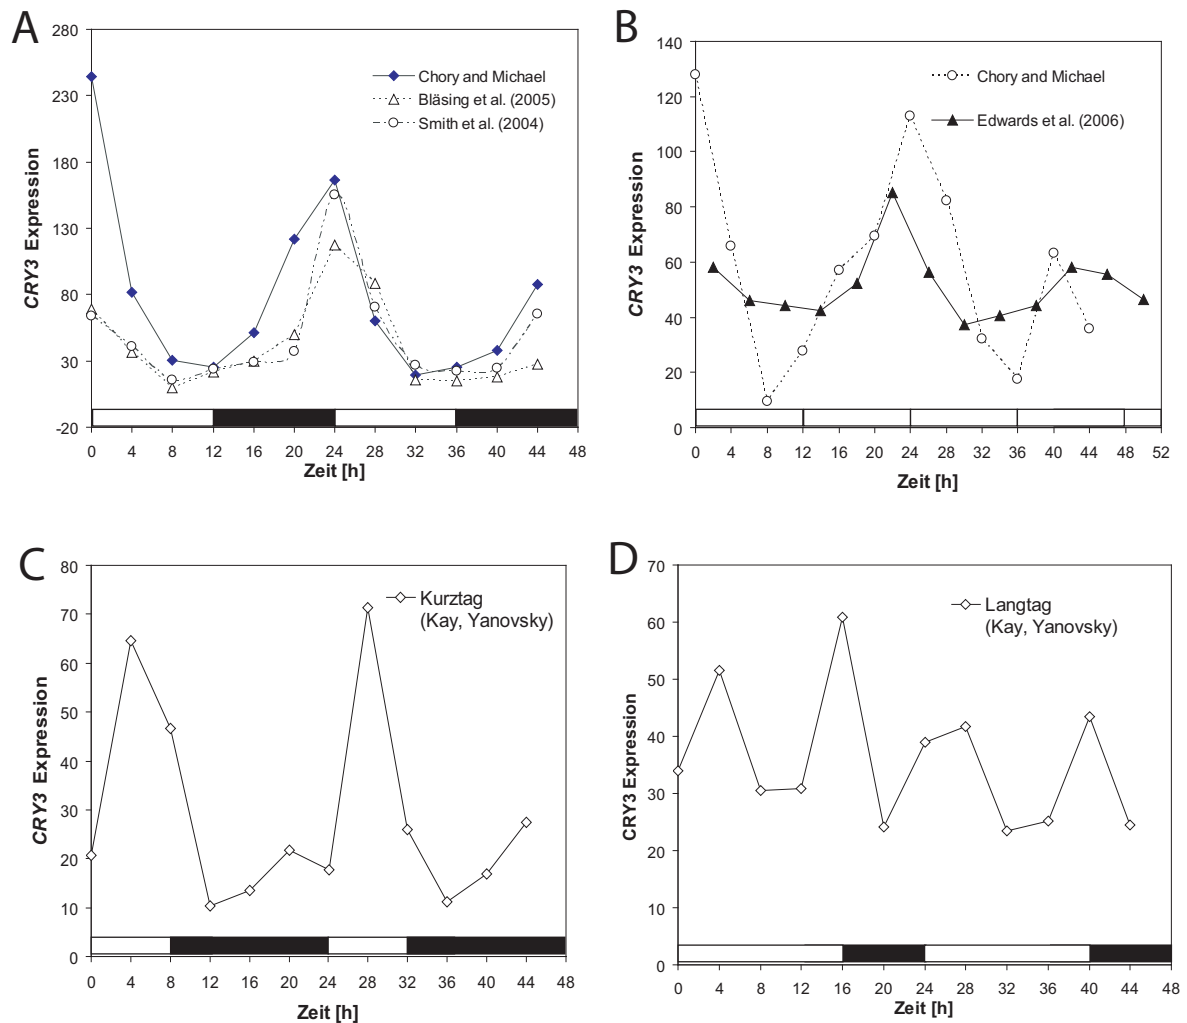 A
280
230
180
130
80
30
-20
CRY3 Expression
Chory and Michael
Bläsing et al. (2005)
Smith et al. (2004)
0 4 8 12 16 20 24 28 32 36 40 44 48
Zeit [h]
B
140
120
100
80
60
40
20
0
CRY3 Expression
Chory and Michael
Edwards et al. (2006)
0 4 8 12 16 20 24 28 32 36 40 44 48 52
Zeit [h]
C
80
70
60
50
40
30
20
10
0
CRY3 Expression
Kurztag
(Kay, Yanovsky)
0 4 8 12 16 20 24 28 32 36 40 44 48
Zeit [h]
D
70
60
50
40
30
20
10
0
CRY3 Expression
Langtag
(Kay, Yanovsky)
0 4 8 12 16 20 24 28 32 36 40 44 48
Zeit [h]